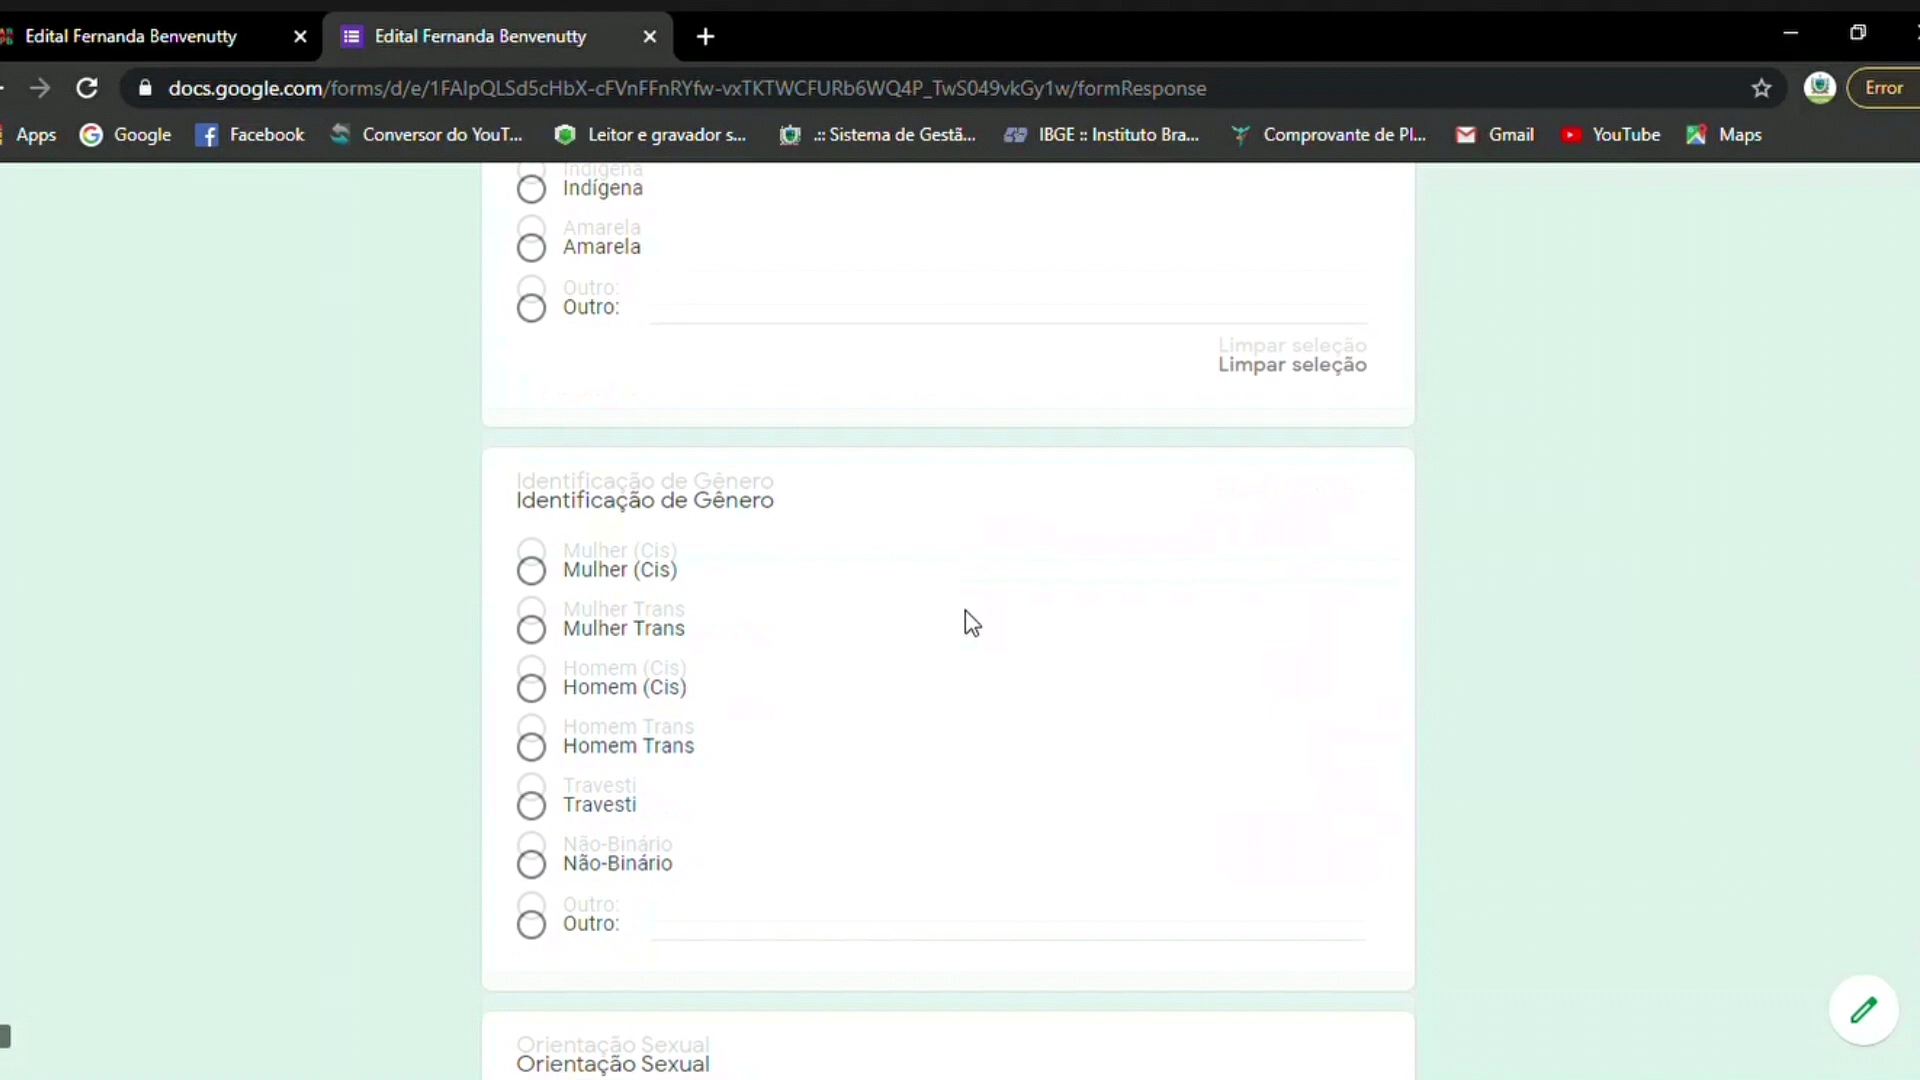 Edital Fernanda Benvenutty
Edital Fernanda Benvenutty
docs.google.com/forms/d/e/1FAIpQLSd5cHbX-cFVnFFnRYfw-vxTKTWCFURb6WQ4P_TwS049vkGy1w/formResponse
Error
Apps
Google
Facebook
Conversor do YouT...
Leitor e gravador s...
.:: Sistema de Gestã...
IBGE :: Instituto Bra...
Comprovante de Pl...
Gmail
YouTube
Maps
Indígena
Amarela
Outro:
Limpar seleção
Identificação de Gênero
Mulher (Cis)
Mulher Trans
Homem (Cis)
Homem Trans
Travesti
Não-Binário
Outro:
Orientação Sexual